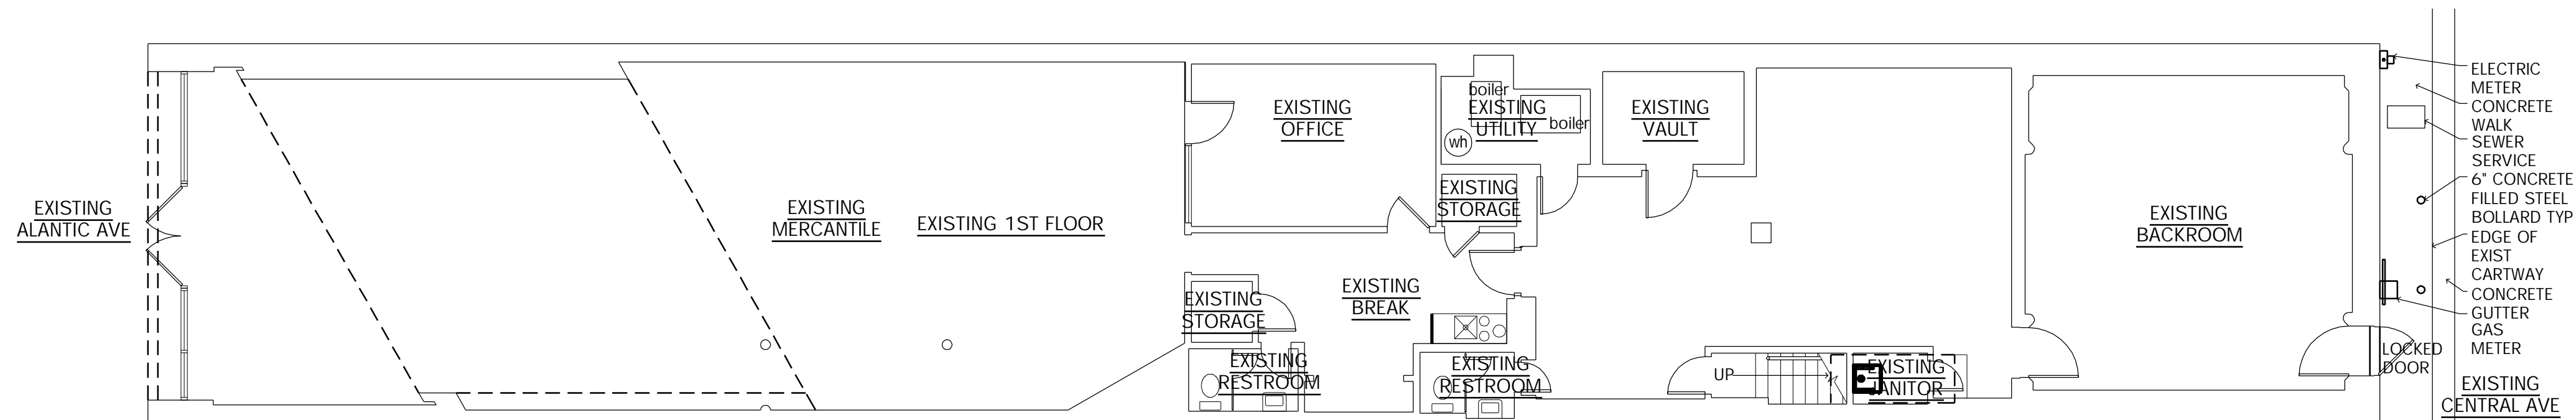 EXISTING
ALANTIC AVE
EXISTING
MERCANTILE
EXISTING 1ST FLOOR
EXISTING
OFFICE
boiler
EXISTING
UTILITY
boiler
wh
EXISTING
VAULT
EXISTING
STORAGE
EXISTING
STORAGE
EXISTING
BREAK
EXISTING
RESTROOM
EXISTING
RESTROOM
UP
EXISTING
JANITOR
EXISTING
BACKROOM
ELECTRIC
METER
CONCRETE
WALK
SEWER
SERVICE
6" CONCRETE
FILLED STEEL
BOLLARD TYP
EDGE OF
EXIST
CARTWAY
CONCRETE
GUTTER
GAS
METER
LOCKED
DOOR
EXISTING
CENTRAL AVE